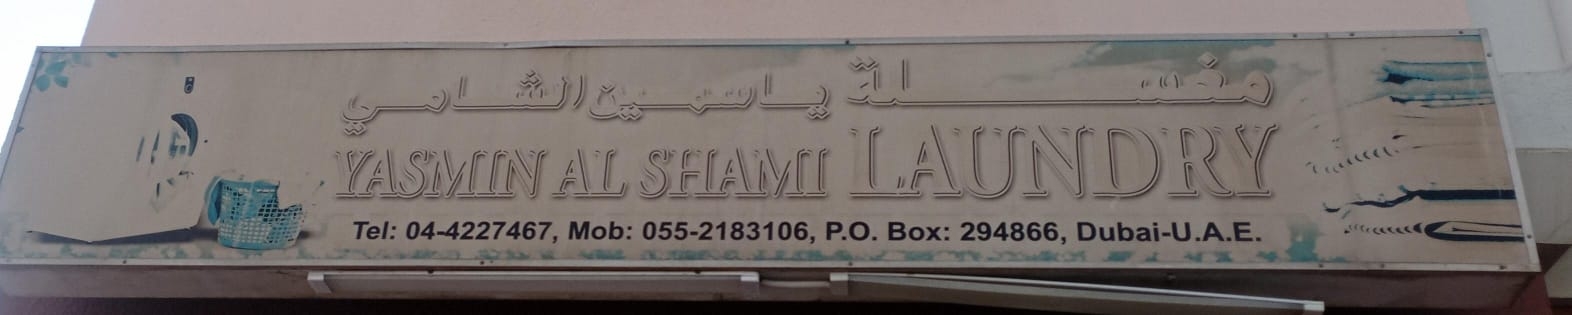 مغسلة ياسمين الشامي
YASMIN AL SHAMI LAUNDRY
Tel: 04-4227467, Mob: 055-2183106, P.O. Box: 294866, Dubai-U.A.E.